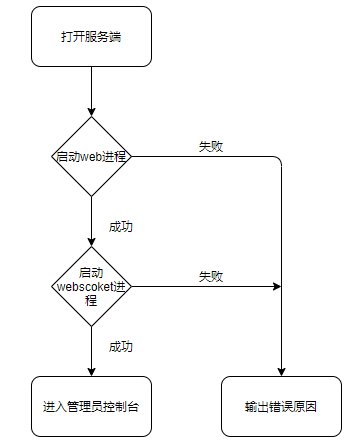 打开服务端
启动web进程
失败
成功
启动
webscoket进
程
失败
成功
进入管理员控制台
输出错误原因